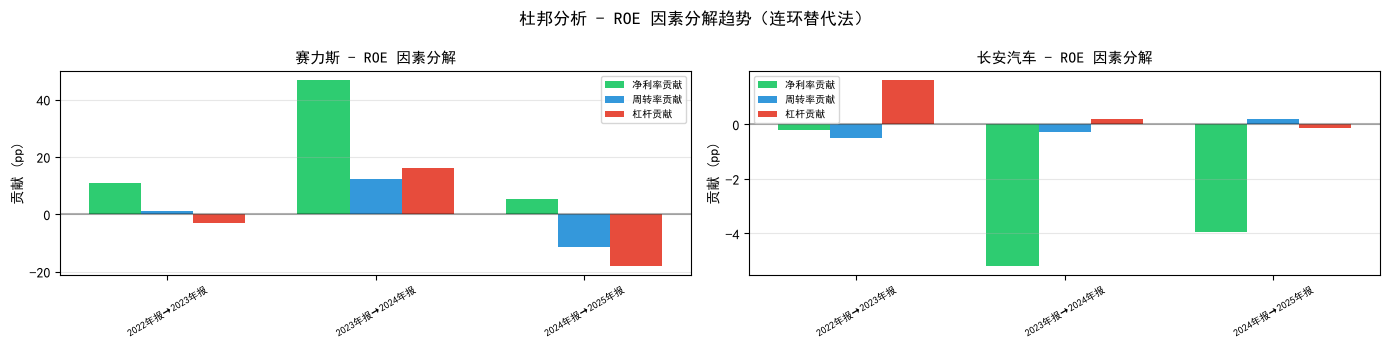 杜邦分析 - ROE 因素分解趋势（连环替代法）
赛力斯 - ROE 因素分解
贡献 (pp)
40
20
0
−20
净利率贡献
周转率贡献
杠杆贡献
2022年报→2023年报
2023年报→2024年报
2024年报→2025年报
长安汽车 - ROE 因素分解
贡献 (pp)
0
−2
−4
净利率贡献
周转率贡献
杠杆贡献
2022年报→2023年报
2023年报→2024年报
2024年报→2025年报